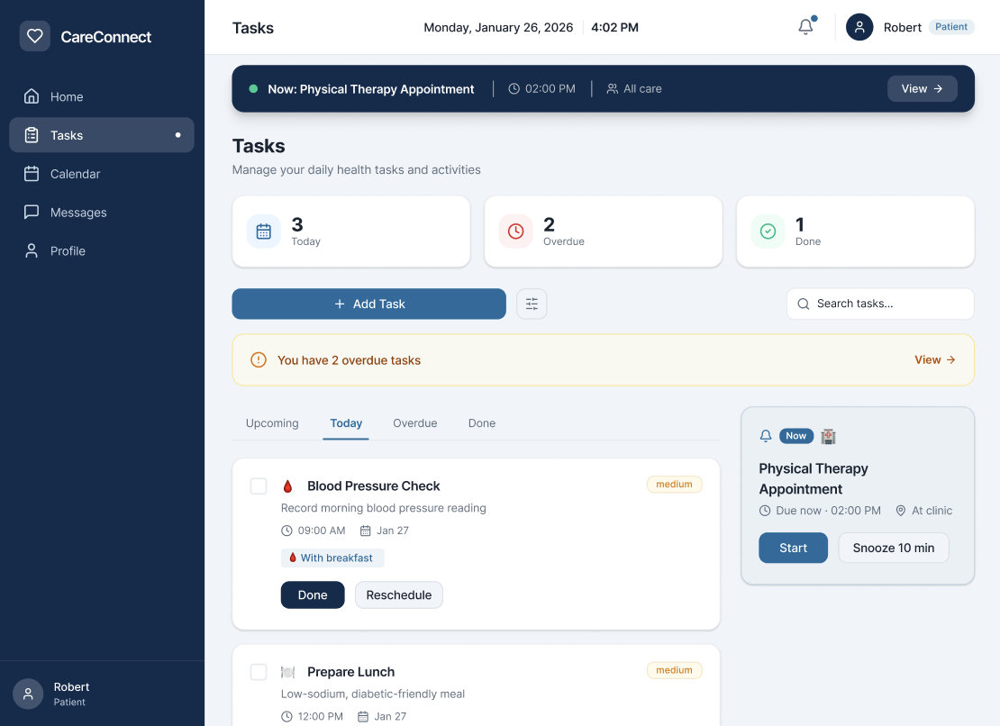 CareConnect
Home
Tasks
Calendar
Messages
Profile
Robert
Patient
Tasks
Monday, January 26, 2026 4:02 PM
Robert Patient
Now: Physical Therapy Appointment 02:00 PM All care View →
Tasks
Manage your daily health tasks and activities
3
Today
2
Overdue
1
Done
+ Add Task
Search tasks...
You have 2 overdue tasks View →
Upcoming Today Overdue Done
Blood Pressure Check medium
Record morning blood pressure reading
09:00 AM Jan 27
With breakfast
Done Reschedule
Prepare Lunch medium
Low-sodium, diabetic-friendly meal
12:00 PM Jan 27
Now
Physical Therapy
Appointment
Due now · 02:00 PM At clinic
Start Snooze 10 min